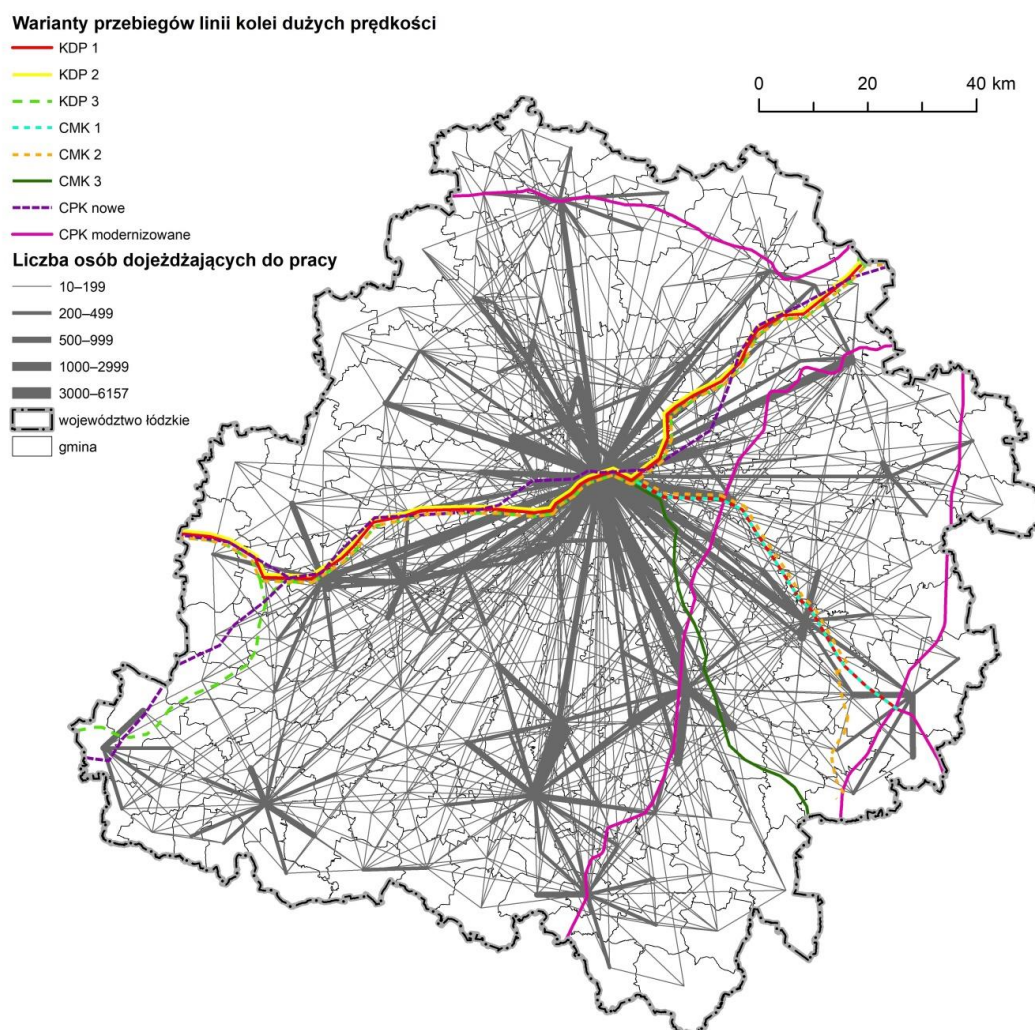 Warianty przebiegów linii kolei dużych prędkości
KDP 1
KDP 2
KDP 3
CMK 1
CMK 2
CMK 3
CPK nowe
CPK modernizowane
Liczba osób dojeżdżających do pracy
10–199
200–499
500–999
1000–2999
3000–6157
województwo łódzkie
gmina
0 20 40 km